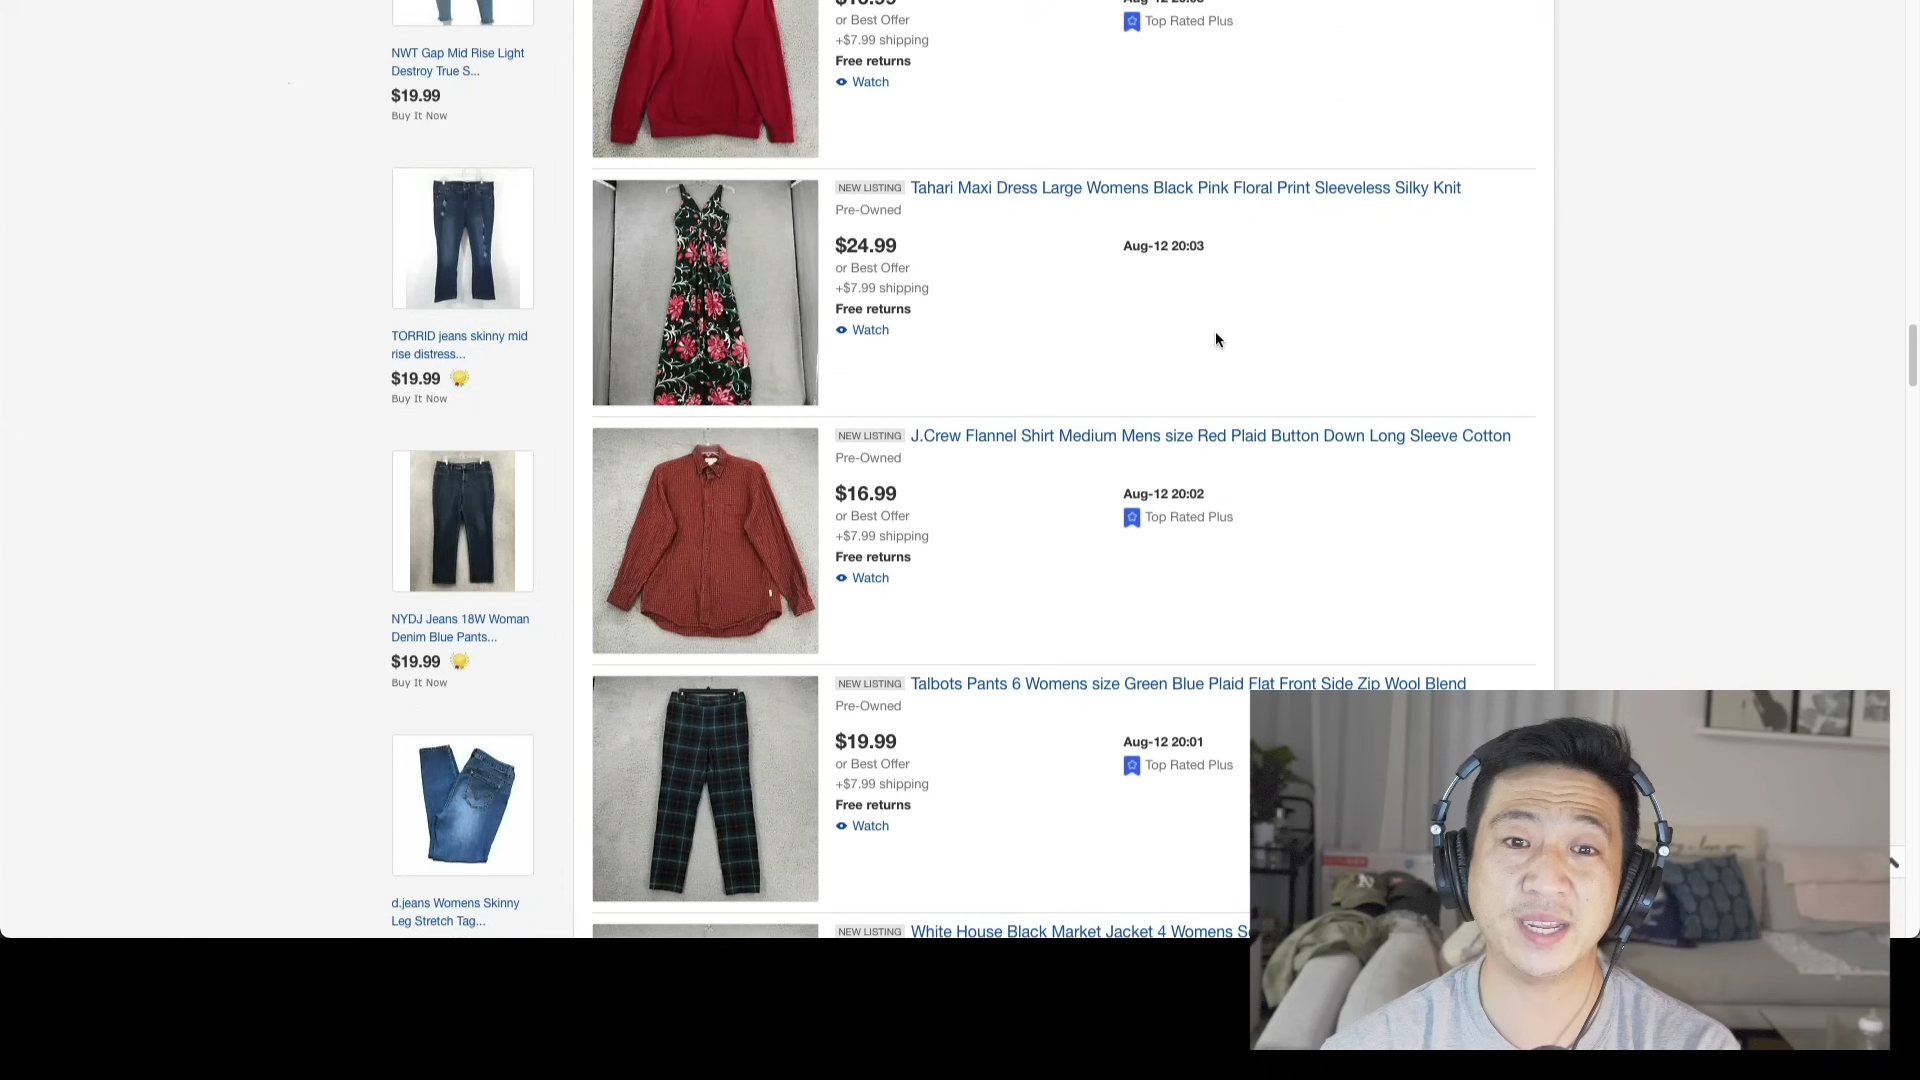 NWT Gap Mid Rise Light
Destroy True S...
$19.99
Buy It Now
TORRID jeans skinny mid
rise distress...
$19.99
Buy It Now
NYDJ Jeans 18W Woman
Denim Blue Pants...
$19.99
Buy It Now
d.jeans Womens Skinny
Leg Stretch Tag...
or Best Offer
Top Rated Plus
+$7.99 shipping
Free returns
Watch
NEW LISTING Tahari Maxi Dress Large Womens Black Pink Floral Print Sleeveless Silky Knit
Pre-Owned
$24.99
Aug-12 20:03
or Best Offer
+$7.99 shipping
Free returns
Watch
NEW LISTING J.Crew Flannel Shirt Medium Mens size Red Plaid Button Down Long Sleeve Cotton
Pre-Owned
$16.99
Aug-12 20:02
or Best Offer
Top Rated Plus
+$7.99 shipping
Free returns
Watch
NEW LISTING Talbots Pants 6 Womens size Green Blue Plaid Flat Front Side Zip Wool Blend
Pre-Owned
$19.99
Aug-12 20:01
or Best Offer
Top Rated Plus
+$7.99 shipping
Free returns
Watch
NEW LISTING White House Black Market Jacket 4 Womens